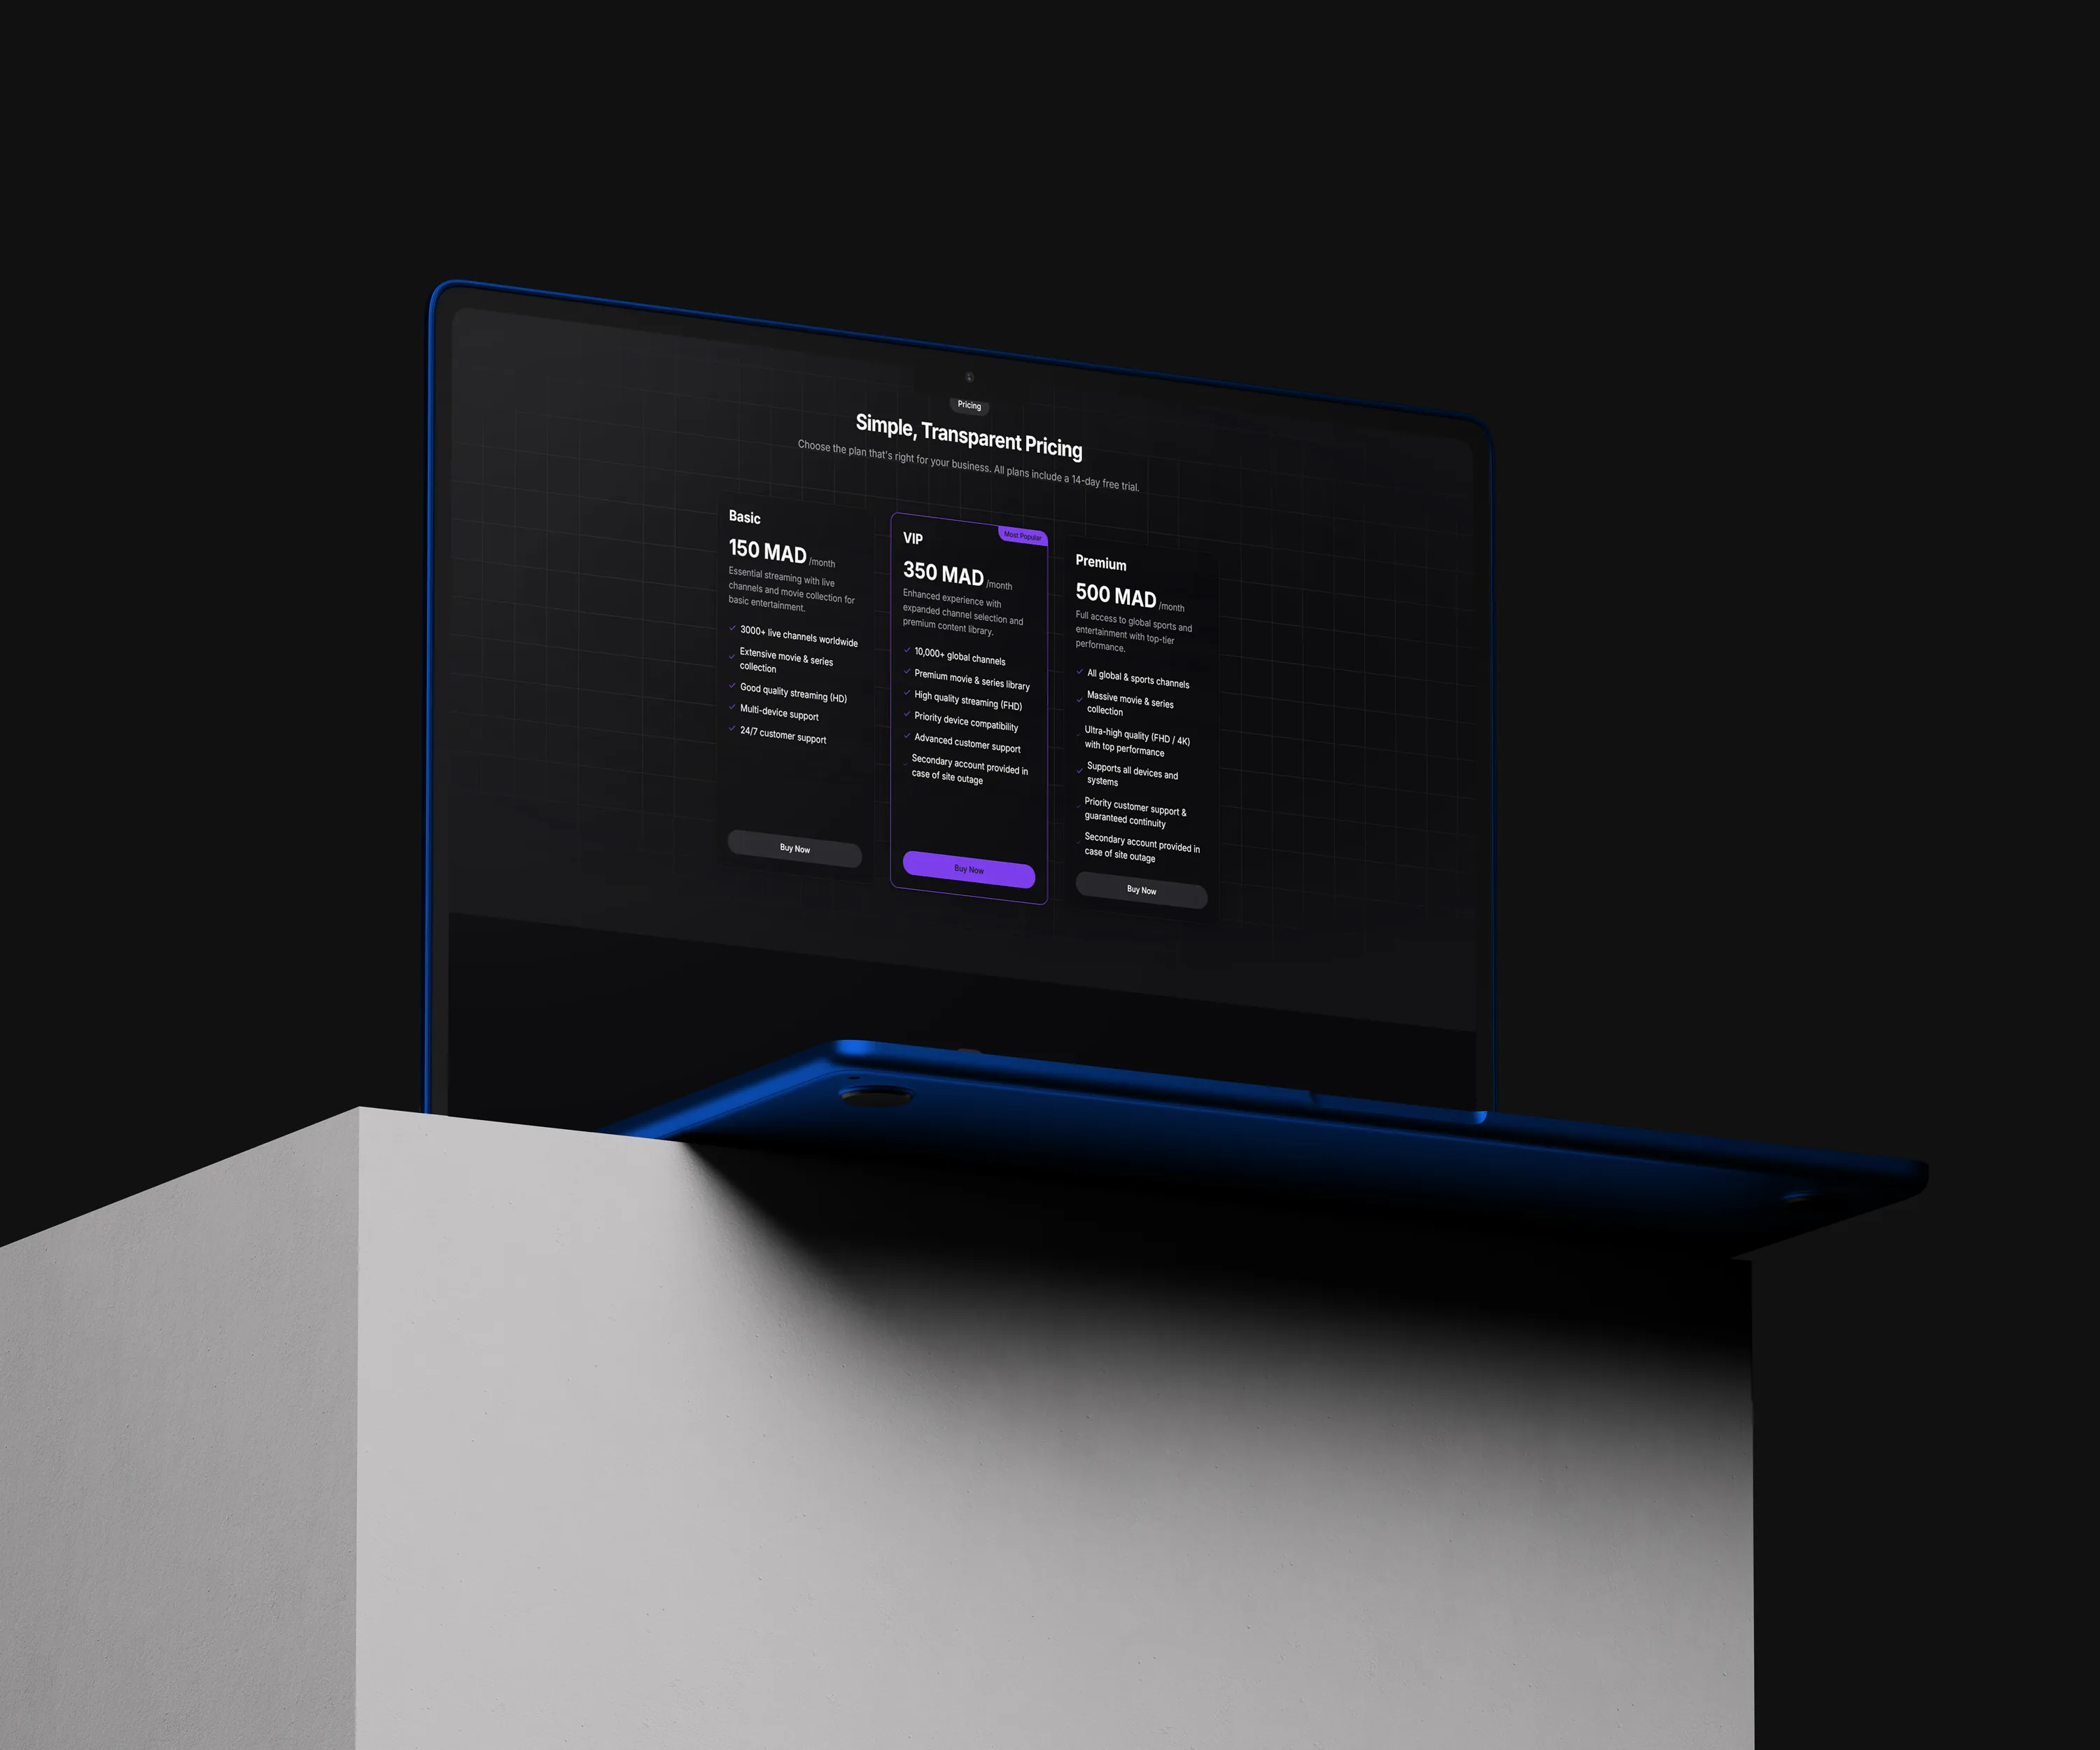 Pricing
Simple, Transparent Pricing
Choose the plan that's right for your business. All plans include a 14-day free trial.
Basic
150 MAD /month
Essential streaming with live
channels and movie collection for
basic entertainment.
3000+ live channels worldwide
Extensive movie & series
collection
Good quality streaming (HD)
Multi-device support
24/7 customer support
Buy Now
Most Popular
VIP
350 MAD /month
Enhanced experience with
expanded channel selection and
premium content library.
10,000+ global channels
Premium movie & series library
High quality streaming (FHD)
Priority device compatibility
Advanced customer support
Secondary account provided in
case of site outage
Buy Now
Premium
500 MAD /month
Full access to global sports and
entertainment with top-tier
performance.
All global & sports channels
Massive movie & series
collection
Ultra-high quality (FHD / 4K)
with top performance
Supports all devices and
systems
Priority customer support &
guaranteed continuity
Secondary account provided in
case of site outage
Buy Now